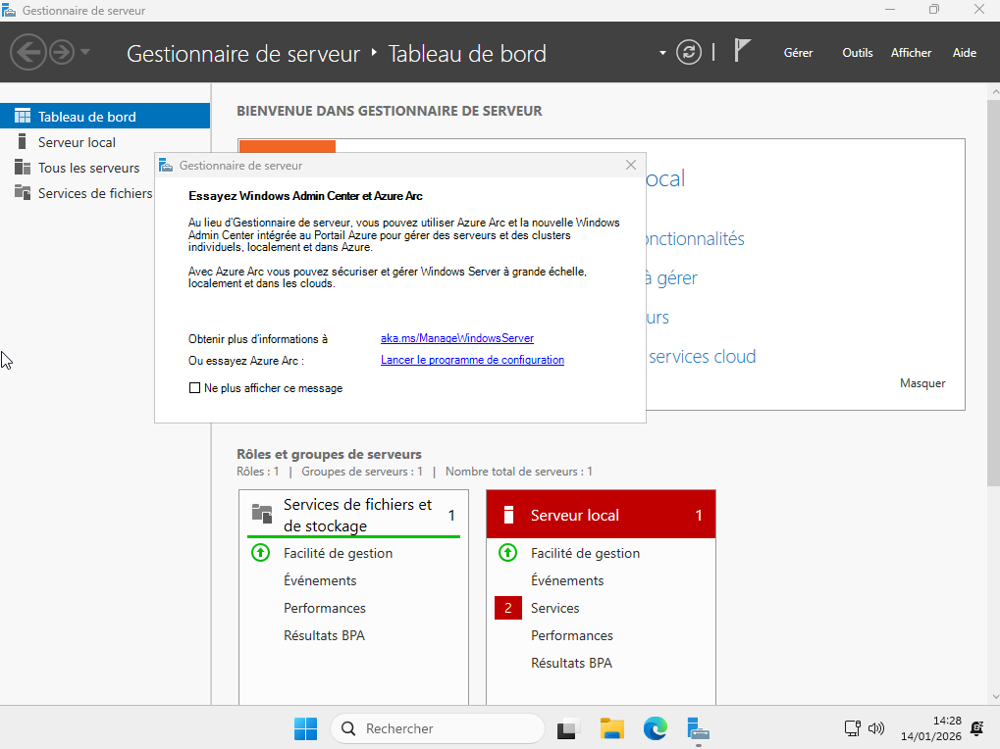 Gestionnaire de serveur
Gestionnaire de serveur ‣ Tableau de bord
Gérer
Outils
Afficher
Aide
Tableau de bord
Serveur local
Tous les serveurs
Services de fichiers
BIENVENUE DANS GESTIONNAIRE DE SERVEUR
Gestionnaire de serveur
Essayez Windows Admin Center et Azure Arc
Au lieu d'Gestionnaire de serveur, vous pouvez utiliser Azure Arc et la nouvelle Windows
Admin Center intégrée au Portail Azure pour gérer des serveurs et des clusters
individuels, localement et dans Azure.
Avec Azure Arc vous pouvez sécuriser et gérer Windows Server à grande échelle,
localement et dans les clouds.
Obtenir plus d'informations à
aka.ms/ManageWindowsServer
Ou essayez Azure Arc :
Lancer le programme de configuration
Ne plus afficher ce message
ocal
onctionnalités
à gérer
urs
services cloud
Masquer
Rôles et groupes de serveurs
Rôles : 1 | Groupes de serveurs : 1 | Nombre total de serveurs : 1
Services de fichiers et
de stockage
1
Facilité de gestion
Événements
Performances
Résultats BPA
Serveur local
1
Facilité de gestion
Événements
2
Services
Performances
Résultats BPA
Rechercher
14:28
14/01/2026